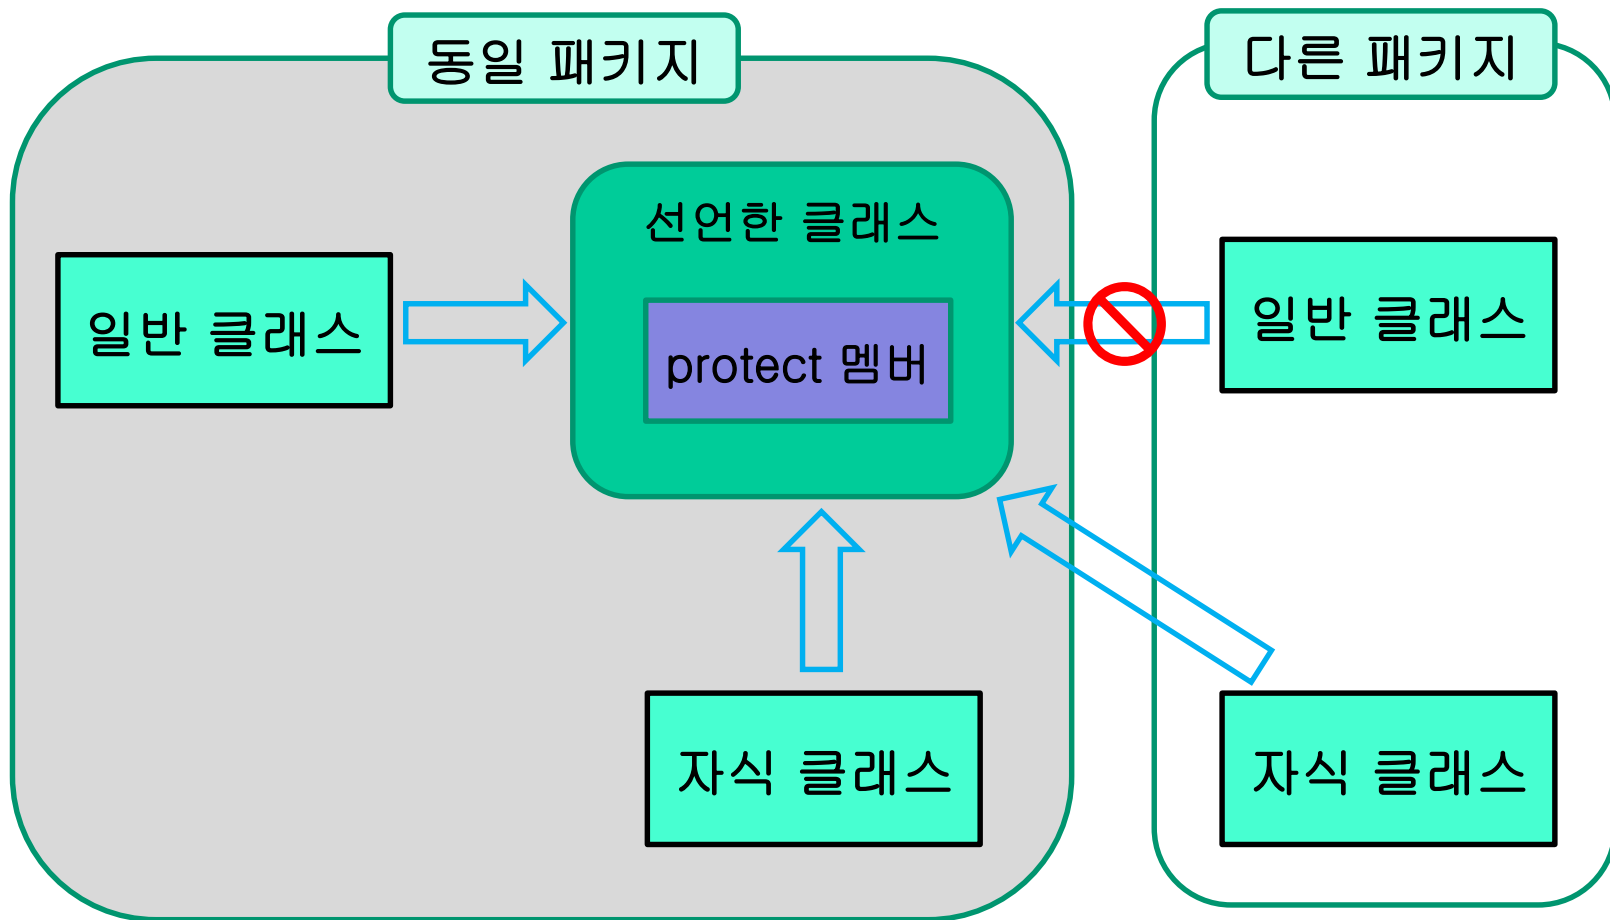 동일 패키지
다른 패키지
선언한 클래스
일반 클래스
protect 멤버
일반 클래스
자식 클래스
자식 클래스